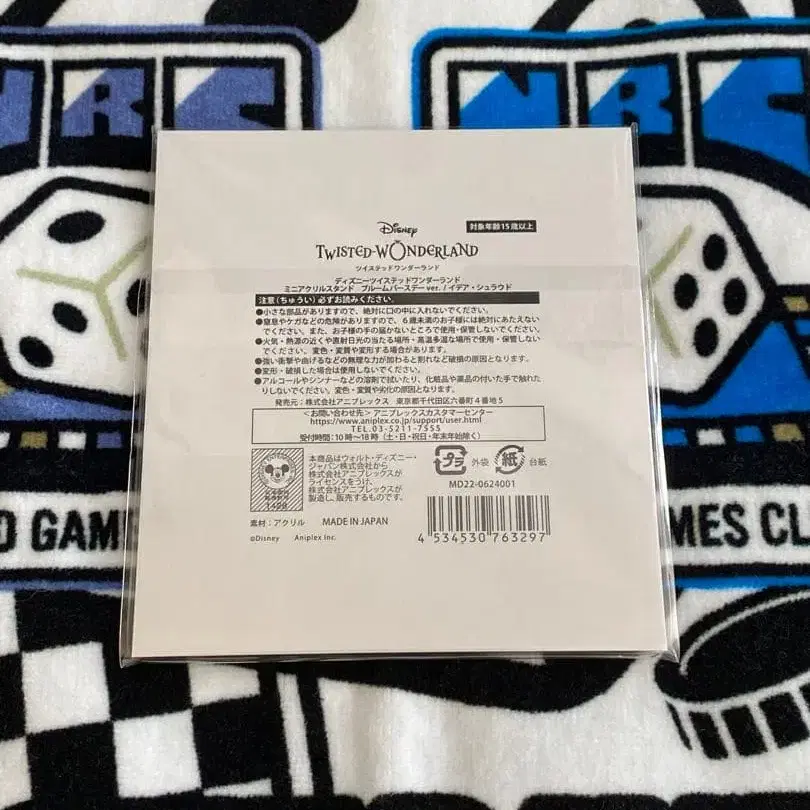 NRC
NRC
Disney
対象年齢15歳以上
TWISTED-WONDERLAND
ツイステッドワンダーランド
ディズニーツイステッドワンダーランド
ミニアクリルスタンド ブルームバースデーver. / イデア・シュラウド
注意(ちゅうい)必ずお読みください。
●小さな部品がありますので、絶対に口の中に入れないでください。
●窒息やケガなどの危険がありますので、6歳未満のお子様には絶対にあたえないでください。また、お子様の手の届かないところで使用・保管しないでください。
●火気・熱源の近くや直射日光の当たる場所・高温多湿な場所で使用・保管しないでください。変色・変質や変形する場合があります。
●強い衝撃や曲げるなどの無理な力が加わると割れなど破損の原因となります。
●変形・破損した場合は使用しないでください。
●アルコールやシンナーなどの溶剤で拭いたり、化粧品や薬品の付いた手で触れたりしないでください。変色・変質や劣化の原因となります。
発売元:株式会社アニプレックス 東京都千代田区六番町4番地5
<お問い合わせ先> アニプレックスカスタマーセンター
https://www.aniplex.co.jp/support/user.html
TEL.03-5211-7555
受付時間:10時〜18時(土・日・祝日・年末年始除く)
本商品はウォルト・ディズニー・
ジャパン株式会社から
株式会社アニプレックスが
ライセンスをうけ、
株式会社アニプレックスが
製造し、販売するものです。
プラ 外袋 紙 台紙
MD22-0624001
素材:アクリル MADE IN JAPAN
©Disney Aniplex Inc.
4 534530 763297
D GAME
MES CL